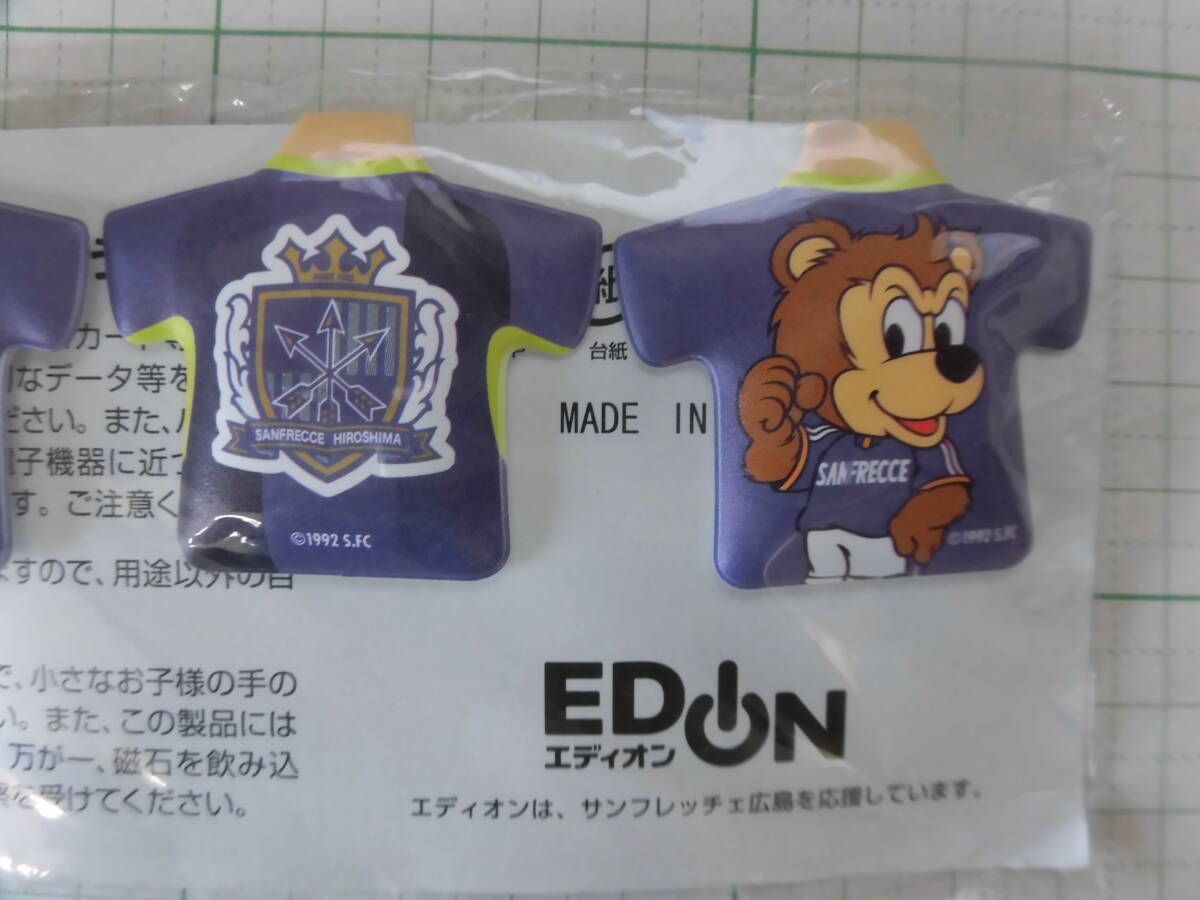 カード
なデータ等を
ださい。また、
電子機器に近づ
す。ご注意く
ますので、用途以外の目
で、小さなお子様の手の
い。また、この製品には
万が一、磁石を飲み込
を受けてください。
SANFRECCE HIROSHIMA
©1992 S.FC
紙
台紙
MADE IN
SANFRECCE
©1992 S.FC
EDION
エディオン
エディオンは、サンフレッチェ広島を応援しています。